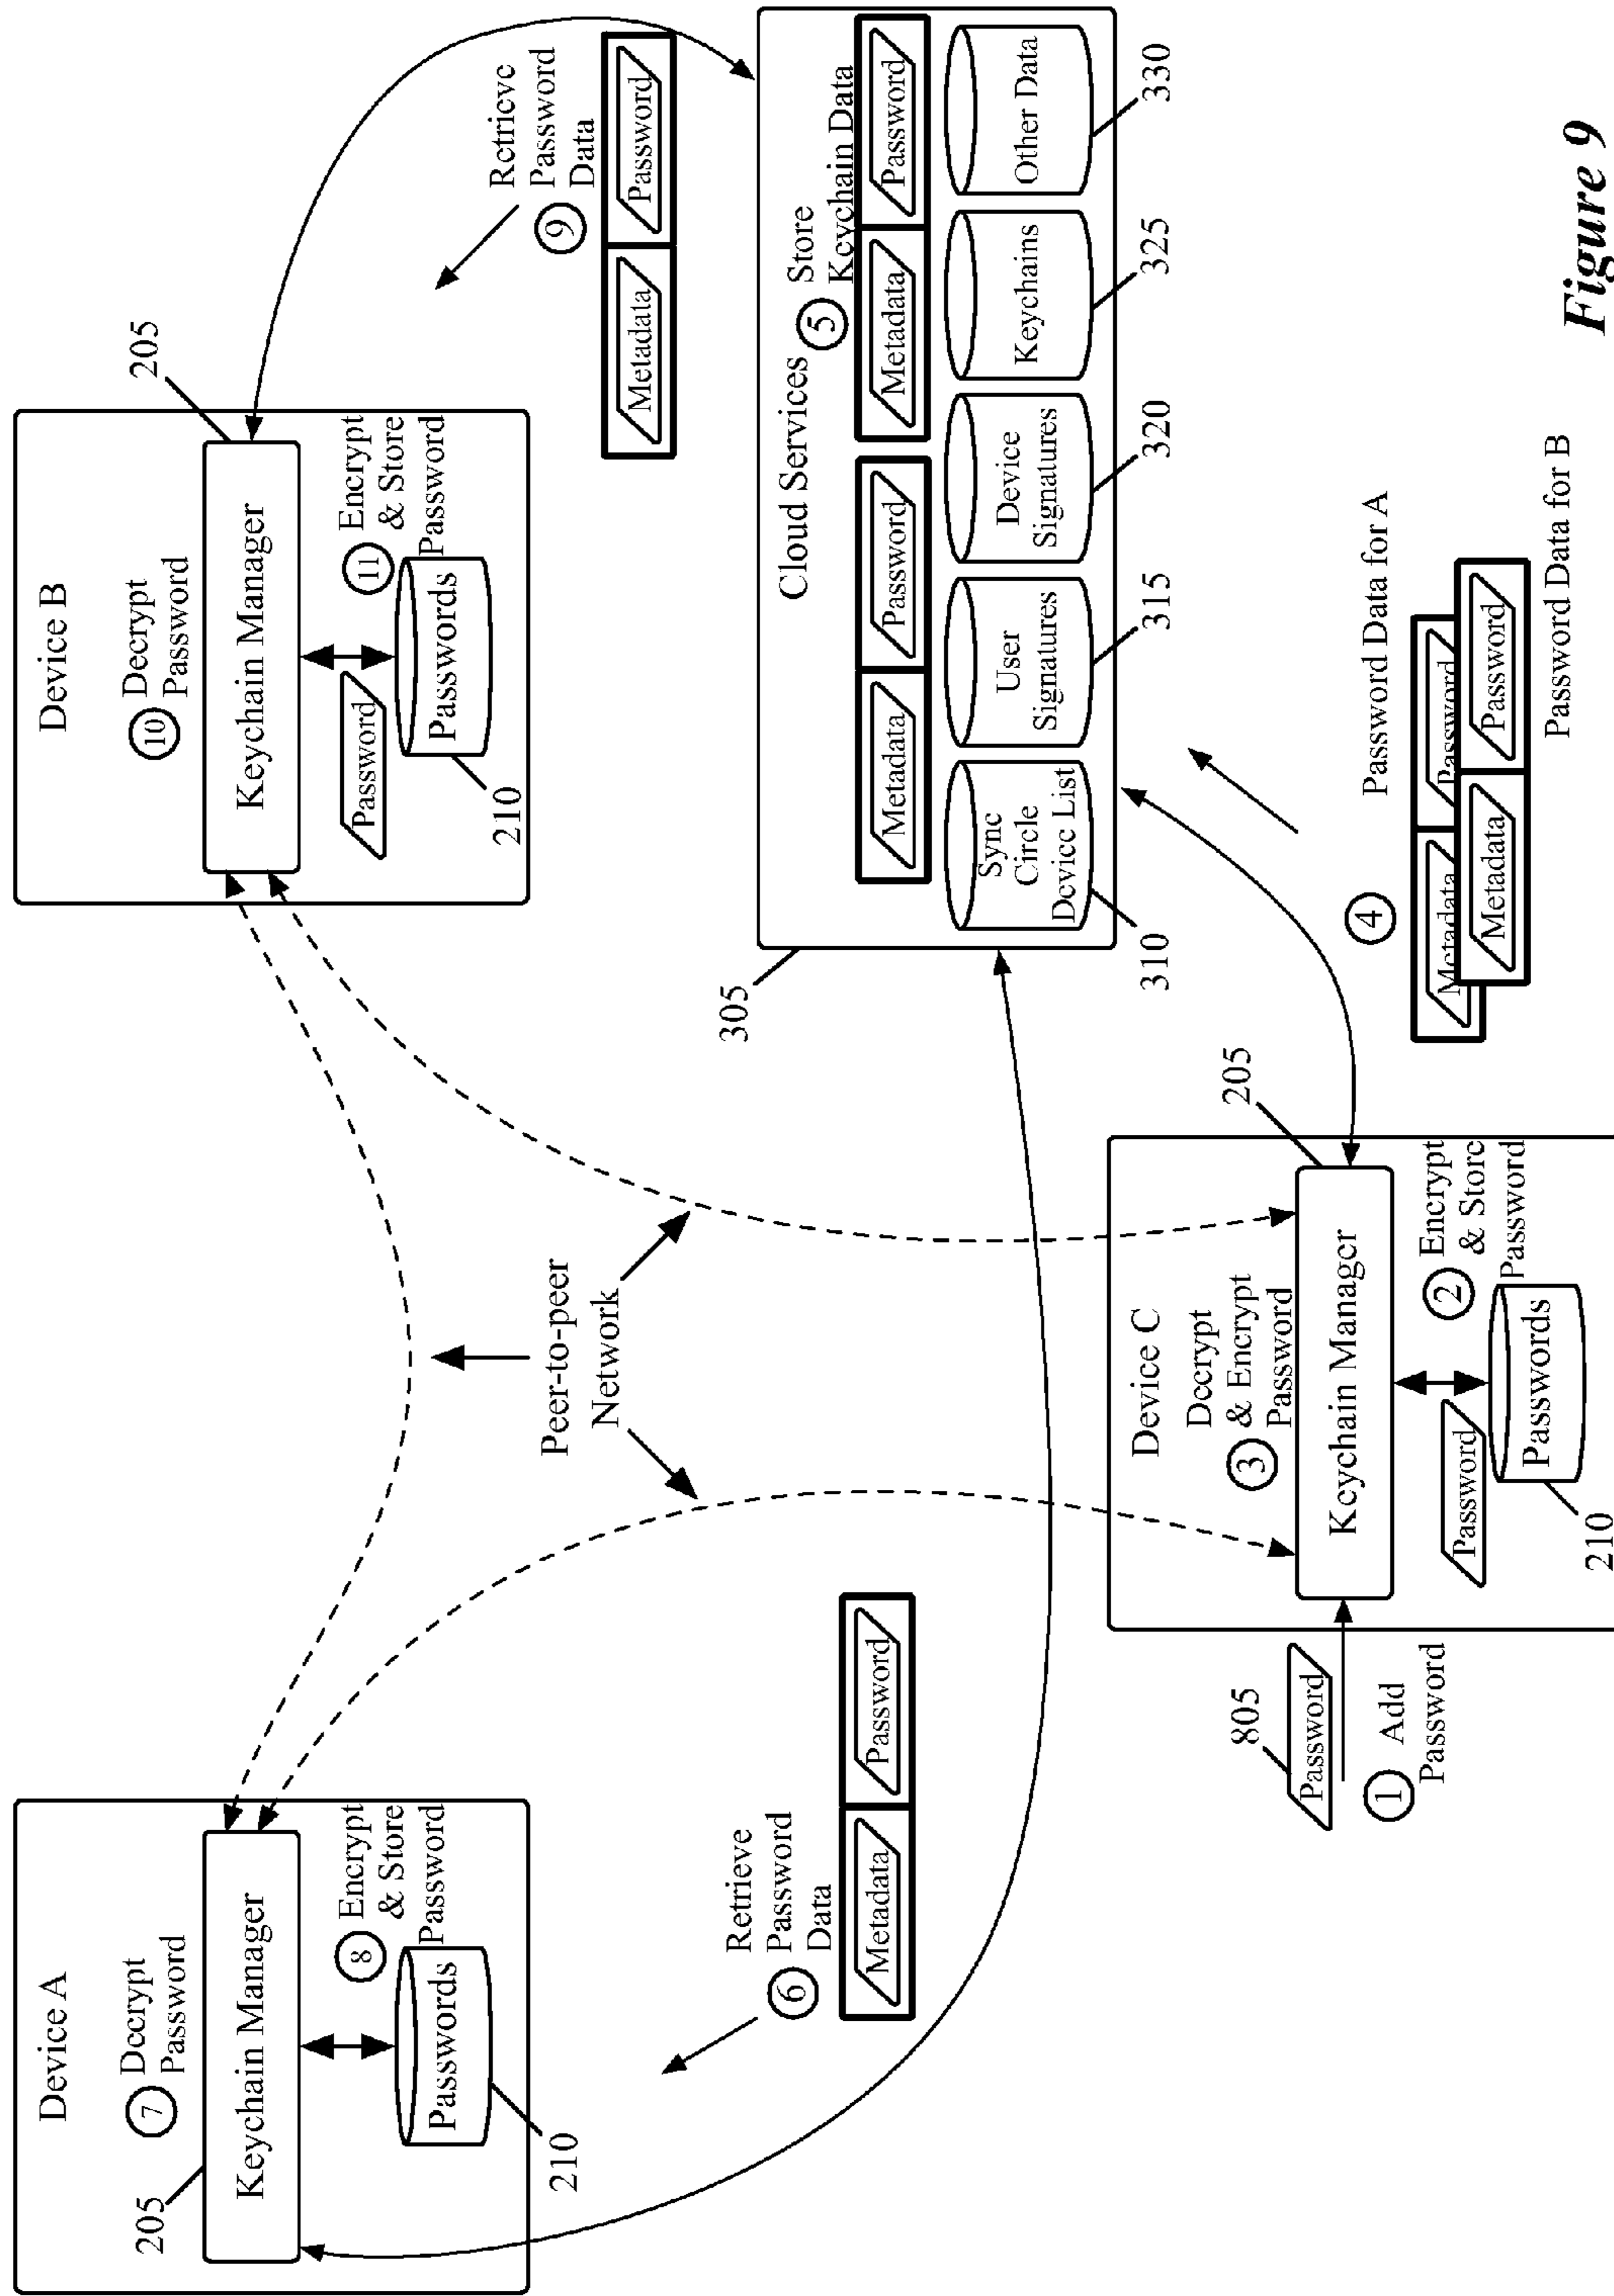 Device A
7 Decrypt
Password
205
Keychain Manager
8 Encrypt
& Store
Password
Passwords
210
Device B
10 Decrypt
Password
205
Keychain Manager
11 Encrypt
& Store
Password
Password
Passwords
210
Peer-to-peer
Network
Retrieve
Password
9 Data
Metadata
Password
Retrieve
Password
6 Data
Metadata
Password
305
Cloud Services
5 Store
Keychain Data
Metadata
Password
Metadata
Password
Sync
Circle
Device List
User
Signatures
Device
Signatures
Keychains
Other Data
310
315
320
325
330
805
Password
1 Add
Password
Device C
Decrypt
3 & Encrypt
Password
205
Keychain Manager
2 Encrypt
& Store
Password
Password
Passwords
210
4
Password Data for A
Metadata
Password
Metadata
Password
Password Data for B
Figure 9